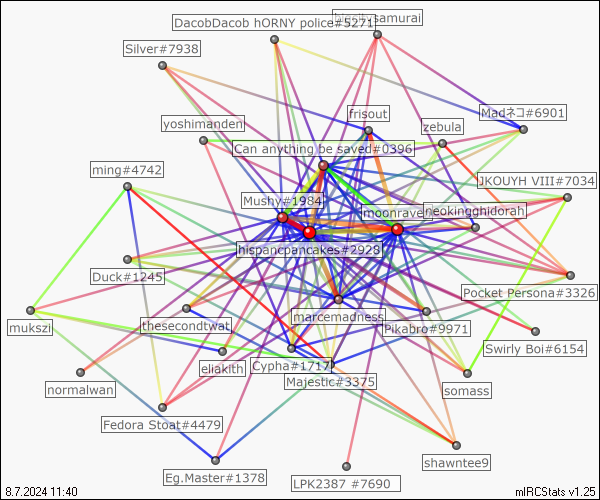 DacobDacob hORNY police#5271
samurai
Silver#7938
frisout
Madネコ#6901
yoshimanden
zebula
Can anything be saved#0396
ming#4742
JKOUYH VIII#7034
Mushy#1984
moonraven
neokingghidorah
hispanicpancakes#2928
Duck#1245
Pocket Persona#3326
mukszi
thesecondtwat
marcemadness
Pikabro#9971
Swirly Boi#6154
eliakith
Cypha#1717
Majestic#3375
normalwan
somass
Fedora Stoat#4479
shawntee9
Eg.Master#1378
LPK2387 #7690
8.7.2024 11:40
mIRCStats v1.25